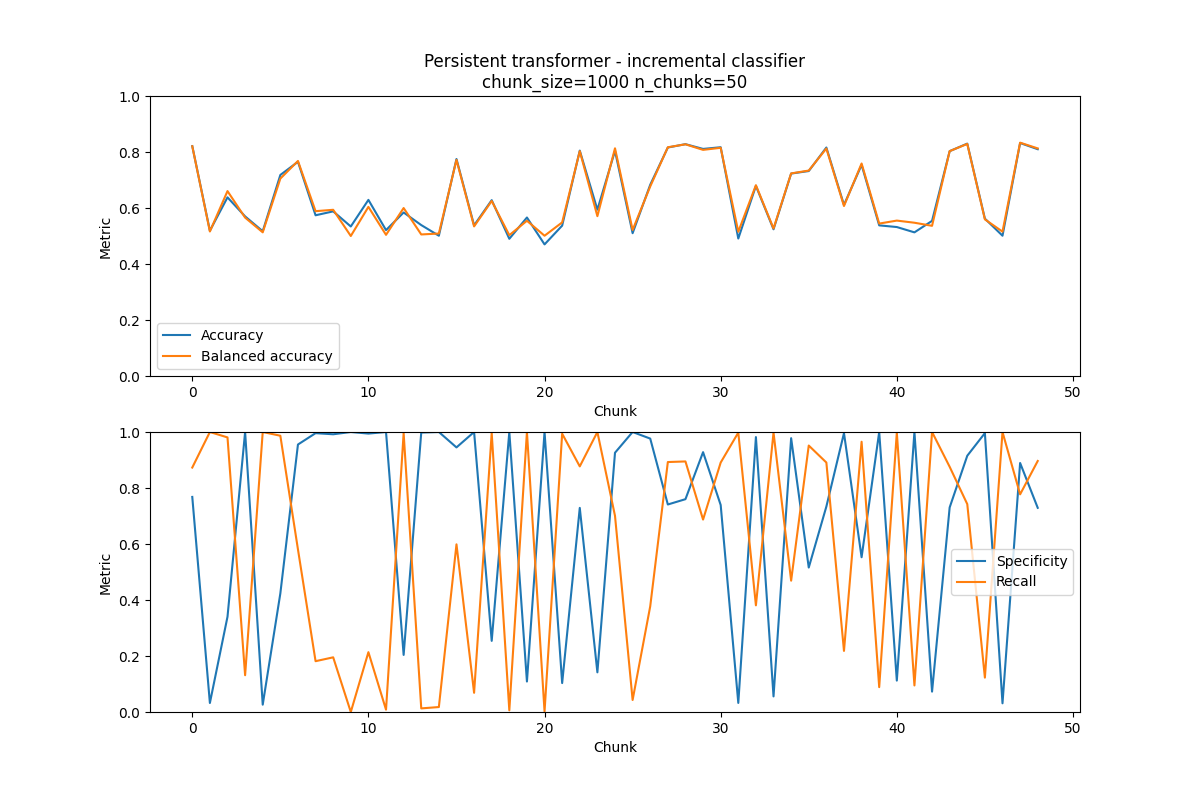 Persistent transformer - incremental classifier
chunk_size=1000 n_chunks=50
1.0
0.8
0.6
0.4
0.2
0.0
Metric
Accuracy
Balanced accuracy
0 10 20 30 40 50
Chunk
1.0
0.8
0.6
0.4
0.2
0.0
Metric
Specificity
Recall
0 10 20 30 40 50
Chunk